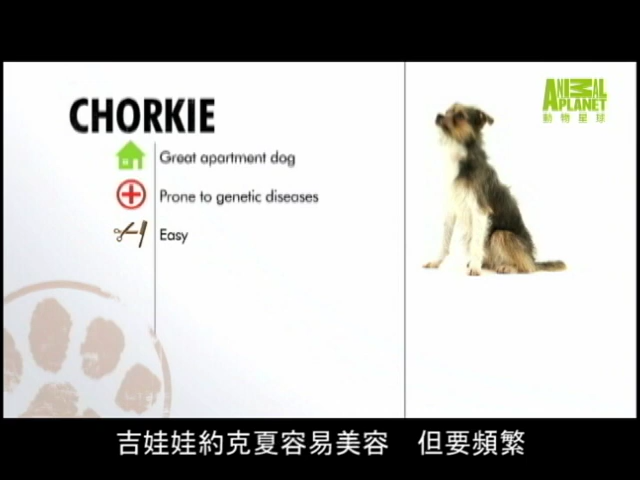 CHORKIE
Great apartment dog
Prone to genetic diseases
Easy
ANIMAL
PLANET
動物星球
吉娃娃約克夏容易美容 但要頻繁